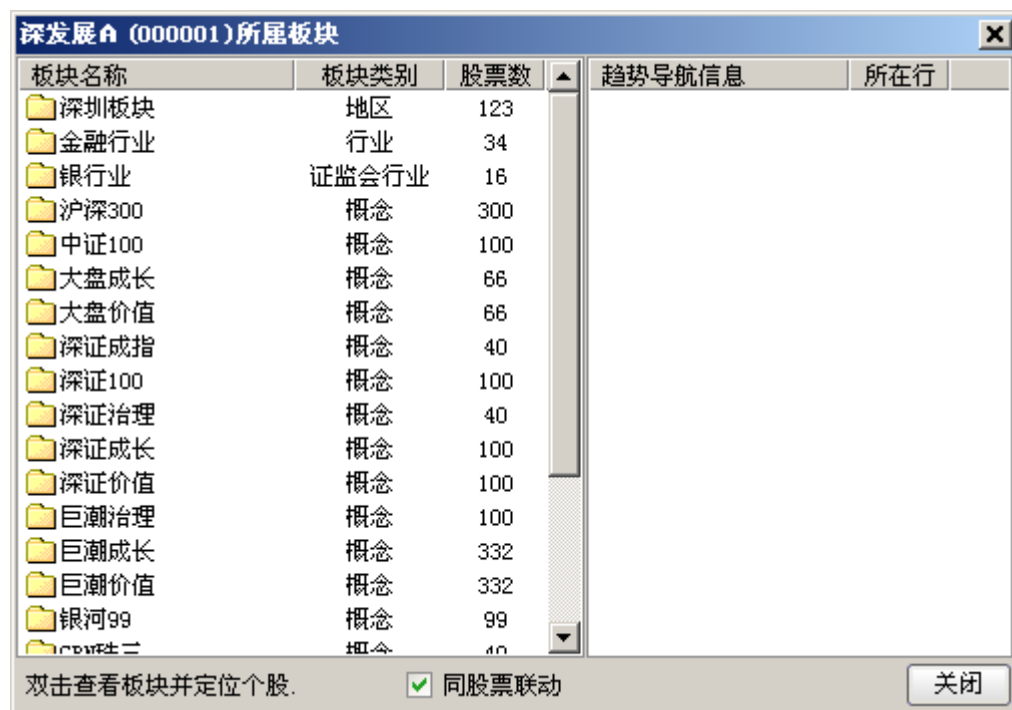 深发展A (000001)所属板块
板块名称 板块类别 股票数 趋势导航信息 所在行
深圳板块 地区 123
金融行业 行业 34
银行业 证监会行业 16
沪深300 概念 300
中证100 概念 100
大盘成长 概念 66
大盘价值 概念 66
深证成指 概念 40
深证100 概念 100
深证治理 概念 40
深证成长 概念 100
深证价值 概念 100
巨潮治理 概念 100
巨潮成长 概念 332
巨潮价值 概念 332
银河99 概念 99
概念 40
双击查看板块并定位个股. 同股票联动 关闭